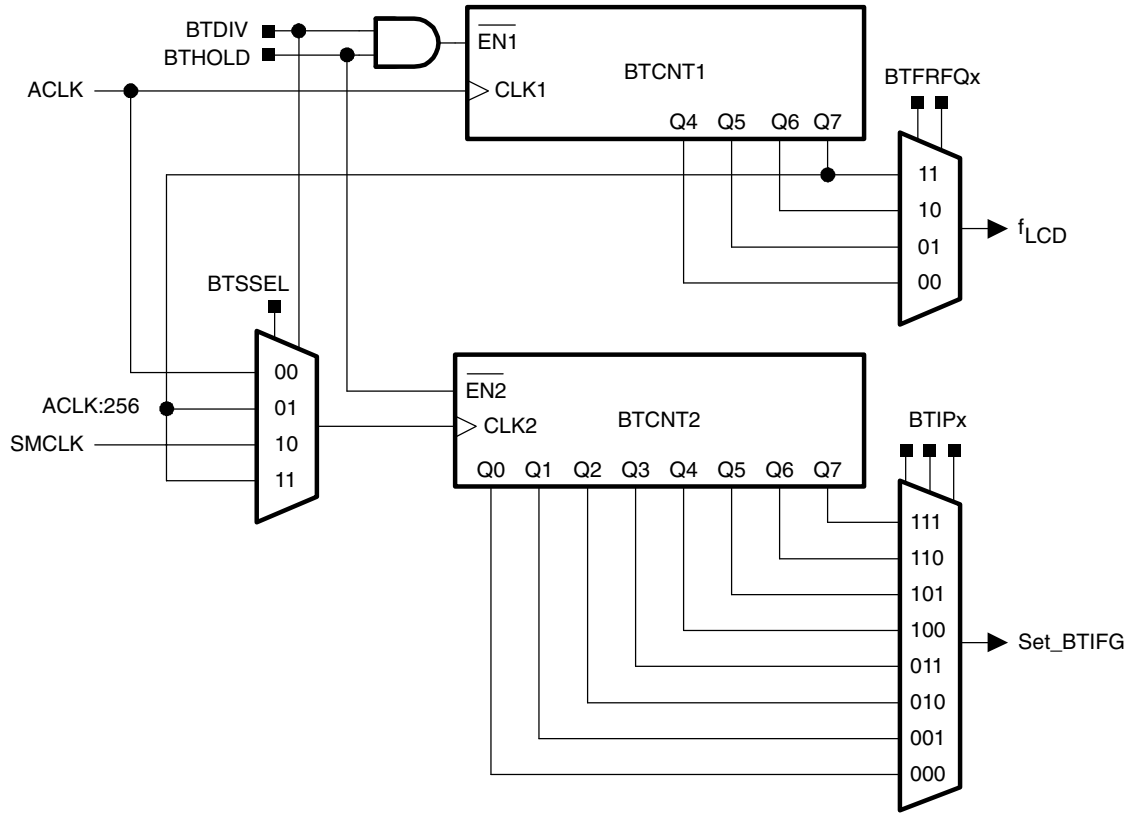 BTDIV
BTHOLD
EN1
BTCNT1
ACLK
CLK1
BTFRFQx
Q4 Q5 Q6 Q7
11
10
01
00
fLCD
BTSSEL
00
01
10
11
ACLK:256
SMCLK
EN2
BTCNT2
CLK2
BTIPx
Q0 Q1 Q2 Q3 Q4 Q5 Q6 Q7
111
110
101
100
011
010
001
000
Set_BTIFG